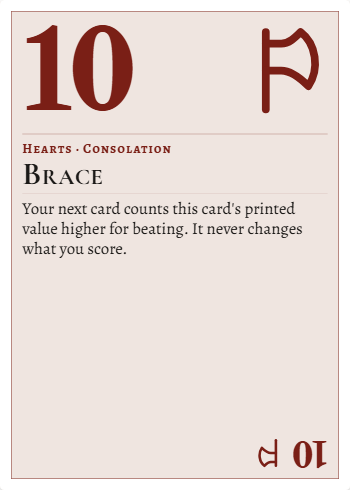 10
Hearts · Consolation
Brace
Your next card counts this card's printed
value higher for beating. It never changes
what you score.
10